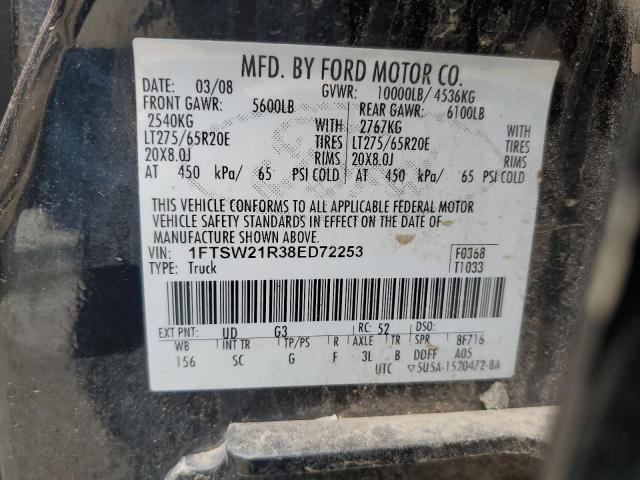 MFD. BY FORD MOTOR CO.
DATE: 03/08 GVWR: 10000LB/ 4536KG
FRONT GAWR: 5600LB REAR GAWR: 6100LB
2540KG WITH 2767KG WITH
LT275/65R20E TIRES LT275/65R20E TIRES
20X8.0J RIMS 20X8.0J RIMS
AT 450 kPa/ 65 PSI COLD AT 450 kPa/ 65 PSI COLD
THIS VEHICLE CONFORMS TO ALL APPLICABLE FEDERAL MOTOR
VEHICLE SAFETY STANDARDS IN EFFECT ON THE DATE OF
MANUFACTURE SHOWN ABOVE.
VIN: 1FTSW21R38ED72253 F0368
TYPE: Truck T1033
EXT PNT: UD G3 RC: 52 DSO:
WB INT TR TP/PS R AXLE TR SPR 8F716
156 SC G F 3L B DDFF A05
UTC ▽5U5A-1520472-BA